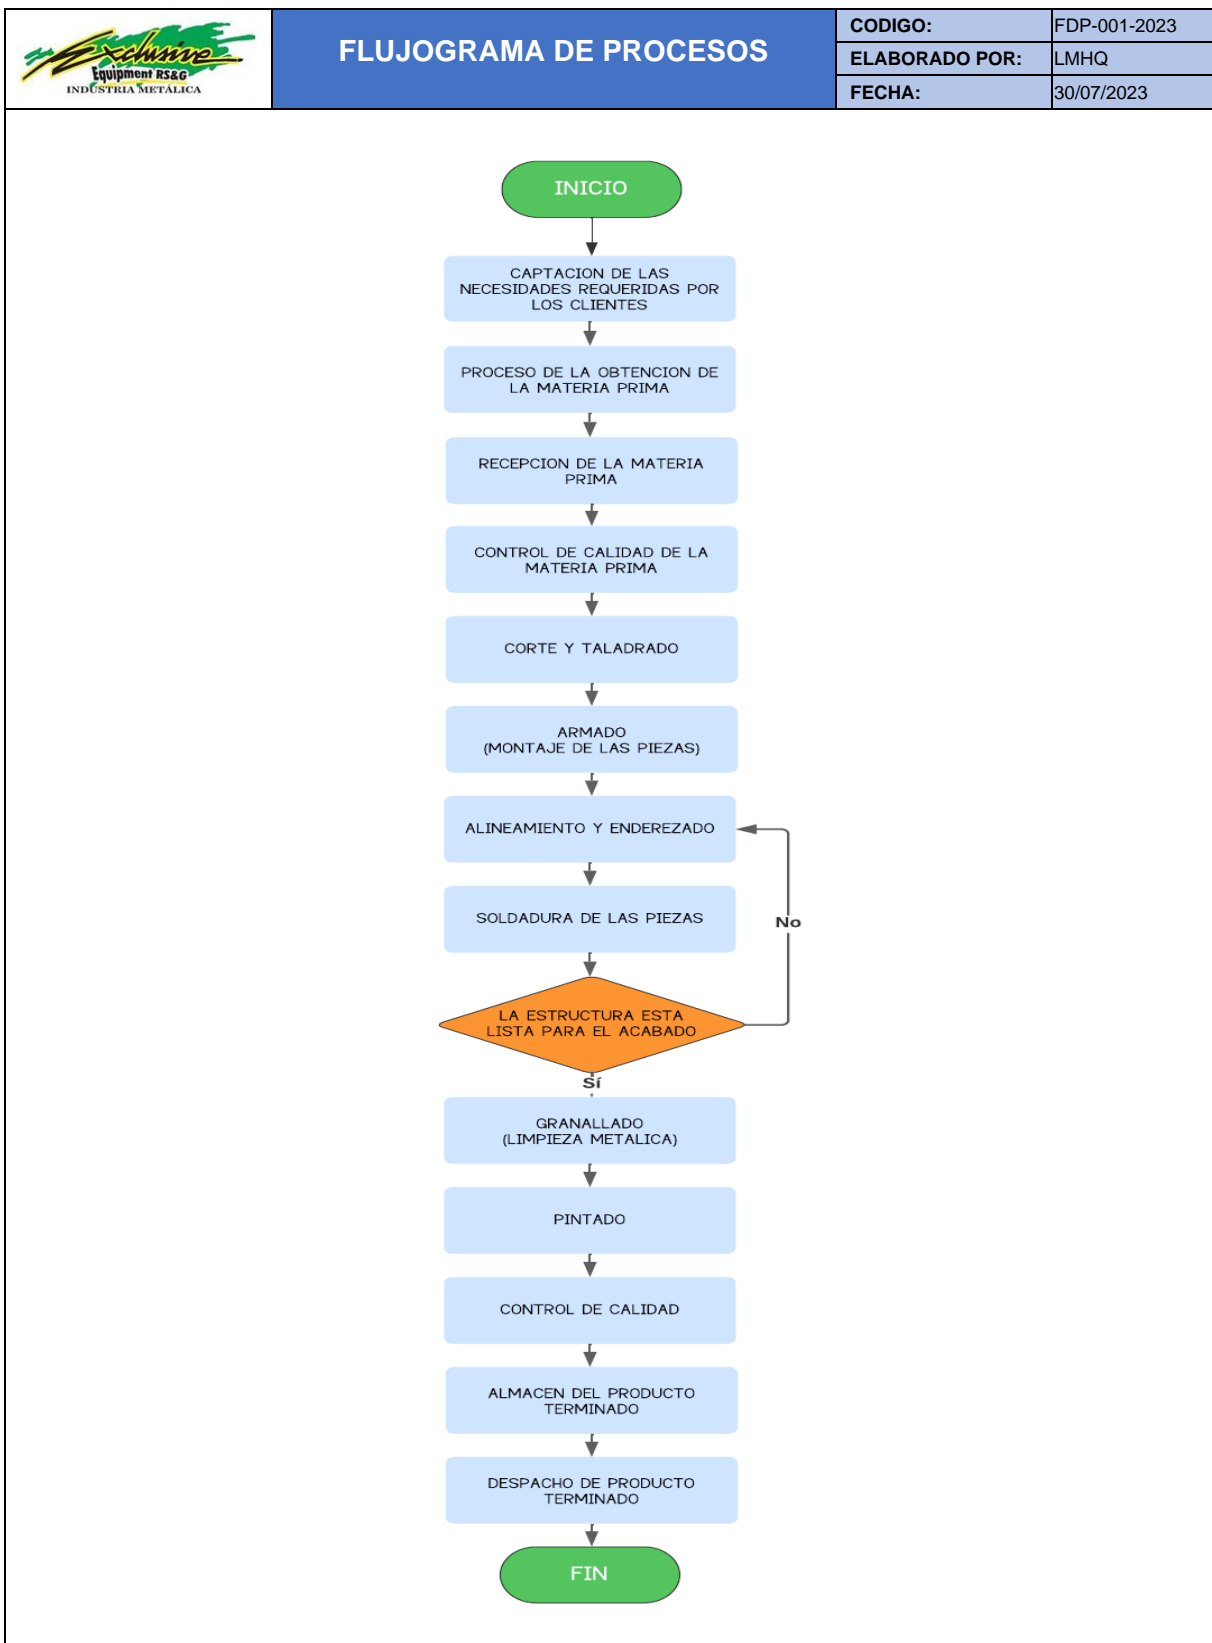 Exclusive
Equipment RS&G
INDUSTRIA METÁLICA
FLUJOGRAMA DE PROCESOS
CODIGO: FDP-001-2023
ELABORADO POR: LMHQ
FECHA: 30/07/2023
INICIO
CAPTACION DE LAS
NECESIDADES REQUERIDAS POR
LOS CLIENTES
PROCESO DE LA OBTENCION DE
LA MATERIA PRIMA
RECEPCION DE LA MATERIA
PRIMA
CONTROL DE CALIDAD DE LA
MATERIA PRIMA
CORTE Y TALADRADO
ARMADO
(MONTAJE DE LAS PIEZAS)
ALINEAMIENTO Y ENDEREZADO
SOLDADURA DE LAS PIEZAS
No
LA ESTRUCTURA ESTA
LISTA PARA EL ACABADO
Sí
GRANALLADO
(LIMPIEZA METALICA)
PINTADO
CONTROL DE CALIDAD
ALMACEN DEL PRODUCTO
TERMINADO
DESPACHO DE PRODUCTO
TERMINADO
FIN